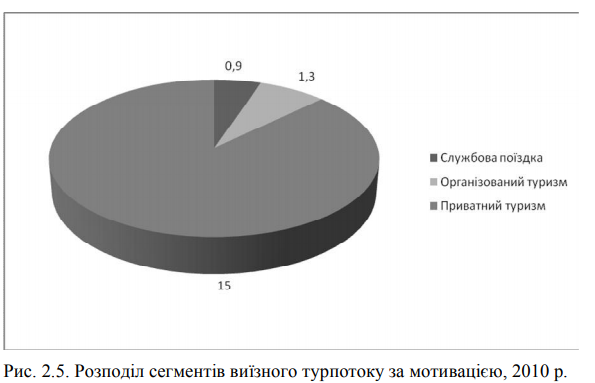 0,9
1,3
Службова поїздка
Організований туризм
Приватний туризм
15
Рис. 2.5. Розподіл сегментів виїзного турпотоку за мотивацією, 2010 р.